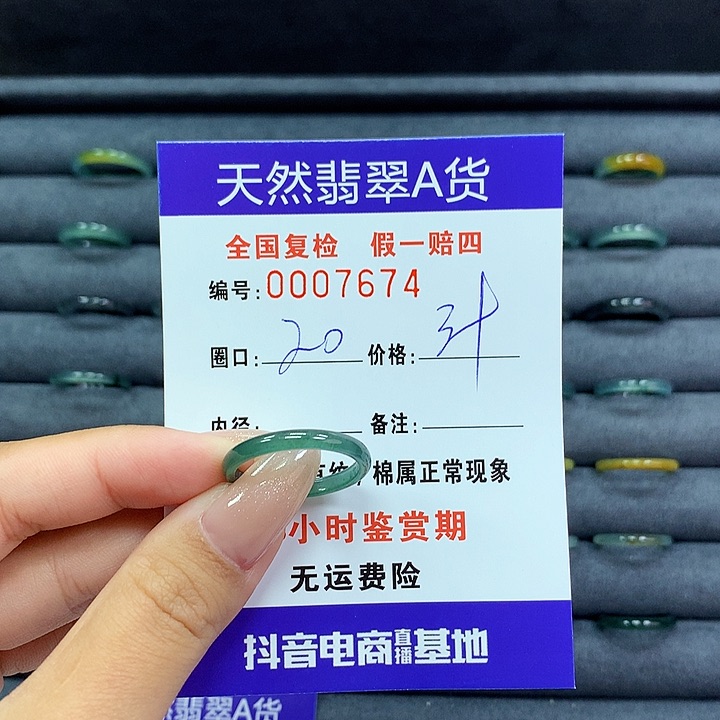 天然翡翠A货
全国复检 假一赔四
编号:0007674
圈口: 20 价格:
内径: 备注:
纹,棉属正常现象
小时鉴赏期
无运费险
抖音电商直播基地
翡翠A货